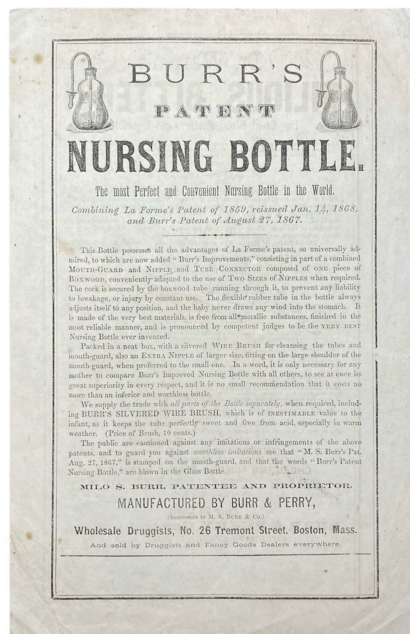 BURR'S
PATENT
NURSING BOTTLE.
The most Perfect and Convenient Nursing Bottle in the World.
Combining La Forme's Patent of 1859, reissued Jan. 14, 1868,
and Burr's Patent of August 27, 1867.
This Bottle possesses all the advantages of La Forme's patent, so universally ad-
mired, to which are now added "Burr's Improvements," consisting in part of a combined
MOUTH-GUARD and NIPPLE and TUBE CONNECTOR composed of ONE piece of
BOXWOOD, conveniently adapted to the use of TWO SIZES OF NIPPLES when required.
The cork is secured by the boxwood tube running through it, to prevent any liability
to breakage, or injury by constant use. The flexible rubber tube in the bottle always
adjusts itself to any position, and the baby never draws any wind into the stomach. It
is made of the very best materials, is free from all metallic substances, finished in the
most reliable manner, and is pronounced by competent judges to be the VERY BEST
Nursing Bottle ever invented.
Packed in a neat box, with a silvered WIRE BRUSH for cleansing the tubes and
mouth-guard, also an EXTRA NIPPLE of larger size, fitting on the large shoulder of the
mouth-guard, when preferred to the small one. In a word, it is only necessary for any
mother to compare Burr's Improved Nursing Bottle with all others, to see at once its
great superiority in every respect, and it is no small recommendation that it costs no
more than an inferior and worthless bottle.
We supply the trade with all parts of the Bottle separately, when required, includ-
ing BURR'S SILVERED WIRE BRUSH, which is of INESTIMABLE value to the
infant, as it keeps the tube perfectly sweet and free from acid, especially in warm
weather. (Price of Brush, 10 cents.)
The public are cautioned against any imitations or infringements of the above
patents, and to guard you against worthless imitations see that "M. S. Burr's Pat.
Aug. 27, 1867," is stamped on the mouth-guard, and that the words "Burr's Patent
Nursing Bottle," are blown in the Glass Bottle.
MILO S. BURR, PATENTEE AND PROPRIETOR.
MANUFACTURED BY BURR & PERRY,
(Successors to M. S. BURR & Co.)
Wholesale Druggists, No. 26 Tremont Street, Boston, Mass.
And sold by Druggists and Fancy Goods Dealers everywhere.